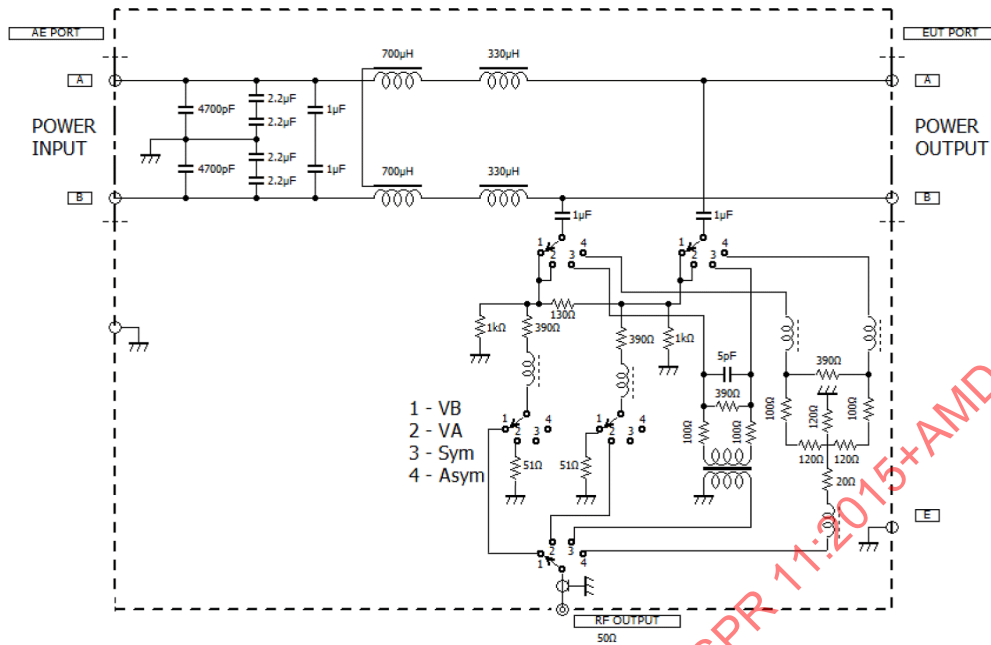 AE PORT
EUT PORT
700µH
330µH
A
A
4700pF
2.2µF
2.2µF
1µF
POWER
INPUT
POWER
OUTPUT
4700pF
2.2µF
2.2µF
1µF
700µH
330µH
B
B
1µF
1µF
1
2
3
4
1
2
3
4
1kΩ
390Ω
130Ω
390Ω
1kΩ
5pF
390Ω
100Ω
100Ω
390Ω
100Ω
120Ω
100Ω
120Ω
120Ω
20Ω
1 - VB
2 - VA
3 - Sym
4 - Asym
1
2
3
4
1
2
3
4
51Ω
51Ω
E
1
2
3
4
RF OUTPUT
50Ω
SPR 11:2015+AMD